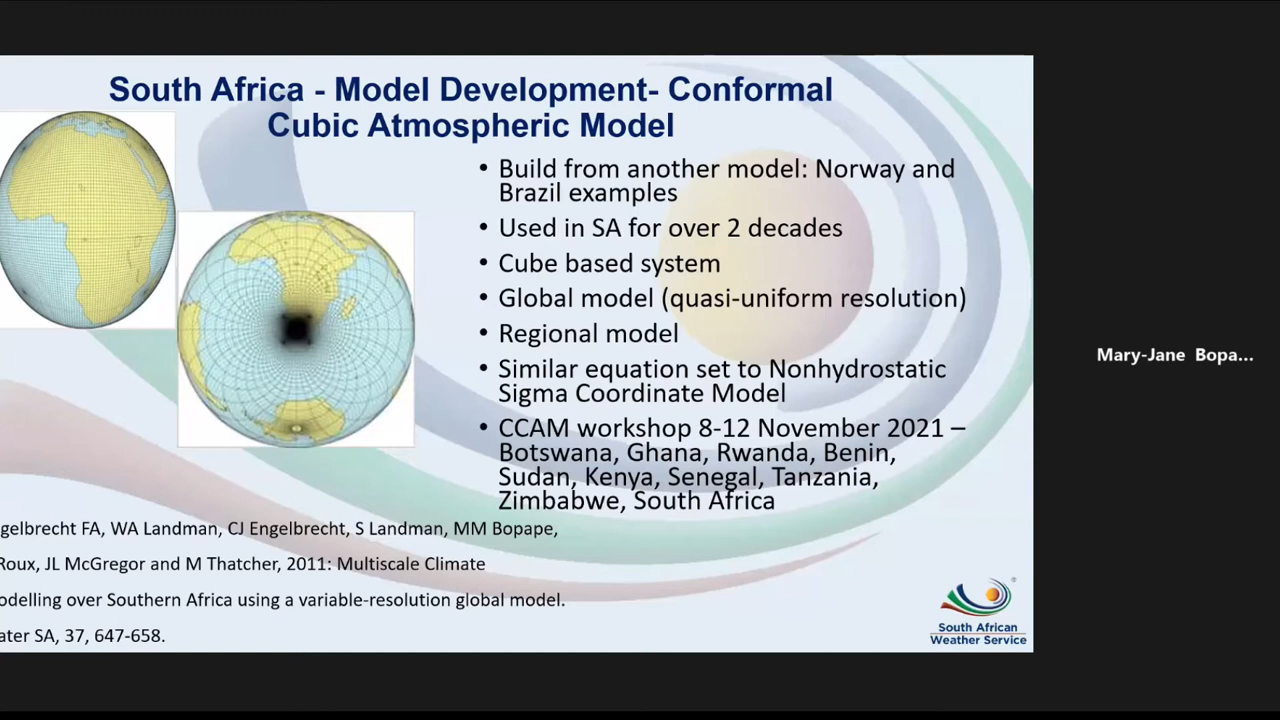 South Africa - Model Development- Conformal
Cubic Atmospheric Model
• Build from another model: Norway and
Brazil examples
• Used in SA for over 2 decades
• Cube based system
• Global model (quasi-uniform resolution)
• Regional model
• Similar equation set to Nonhydrostatic
Sigma Coordinate Model
• CCAM workshop 8-12 November 2021 –
Botswana, Ghana, Rwanda, Benin,
Sudan, Kenya, Senegal, Tanzania,
Zimbabwe, South Africa
gelbrecht FA, WA Landman, CJ Engelbrecht, S Landman, MM Bopape,
Roux, JL McGregor and M Thatcher, 2011: Multiscale Climate
odelling over Southern Africa using a variable-resolution global model.
ater SA, 37, 647-658.
South African
Weather Service
Mary-Jane Bopa...